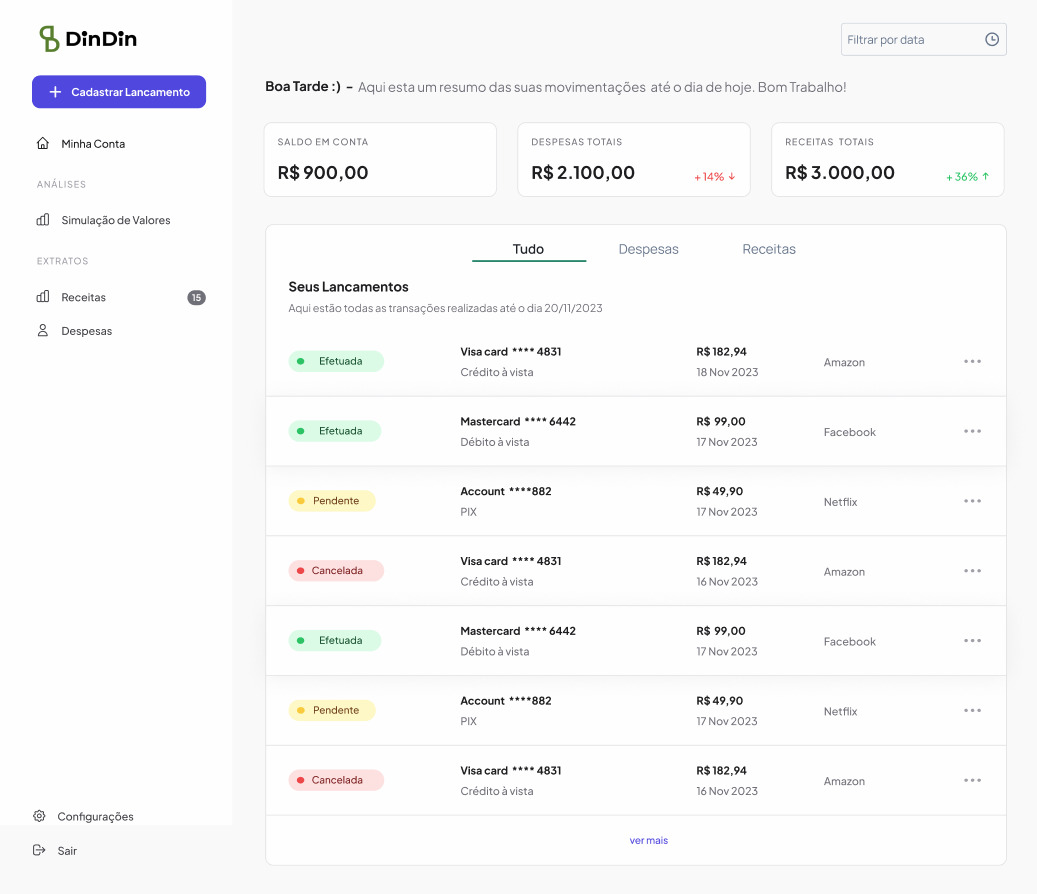 DinDin
Filtrar por data
Cadastrar Lancamento
Boa Tarde :) – Aqui esta um resumo das suas movimentações até o dia de hoje. Bom Trabalho!
Minha Conta
ANÁLISES
Simulação de Valores
EXTRATOS
Receitas 15
Despesas
Configurações
Sair
SALDO EM CONTA
R$ 900,00
DESPESAS TOTAIS
R$ 2.100,00 + 14% ↓
RECEITAS TOTAIS
R$ 3.000,00 + 36% ↑
Tudo Despesas Receitas
Seus Lancamentos
Aqui estão todas as transações realizadas até o dia 20/11/2023
Efetuada
Visa card **** 4831
Crédito à vista
R$ 182,94
18 Nov 2023
Amazon
Efetuada
Mastercard **** 6442
Débito à vista
R$ 99,00
17 Nov 2023
Facebook
Pendente
Account ****882
PIX
R$ 49,90
17 Nov 2023
Netflix
Cancelada
Visa card **** 4831
Crédito à vista
R$ 182,94
16 Nov 2023
Amazon
Efetuada
Mastercard **** 6442
Débito à vista
R$ 99,00
17 Nov 2023
Facebook
Pendente
Account ****882
PIX
R$ 49,90
17 Nov 2023
Netflix
Cancelada
Visa card **** 4831
Crédito à vista
R$ 182,94
16 Nov 2023
Amazon
ver mais